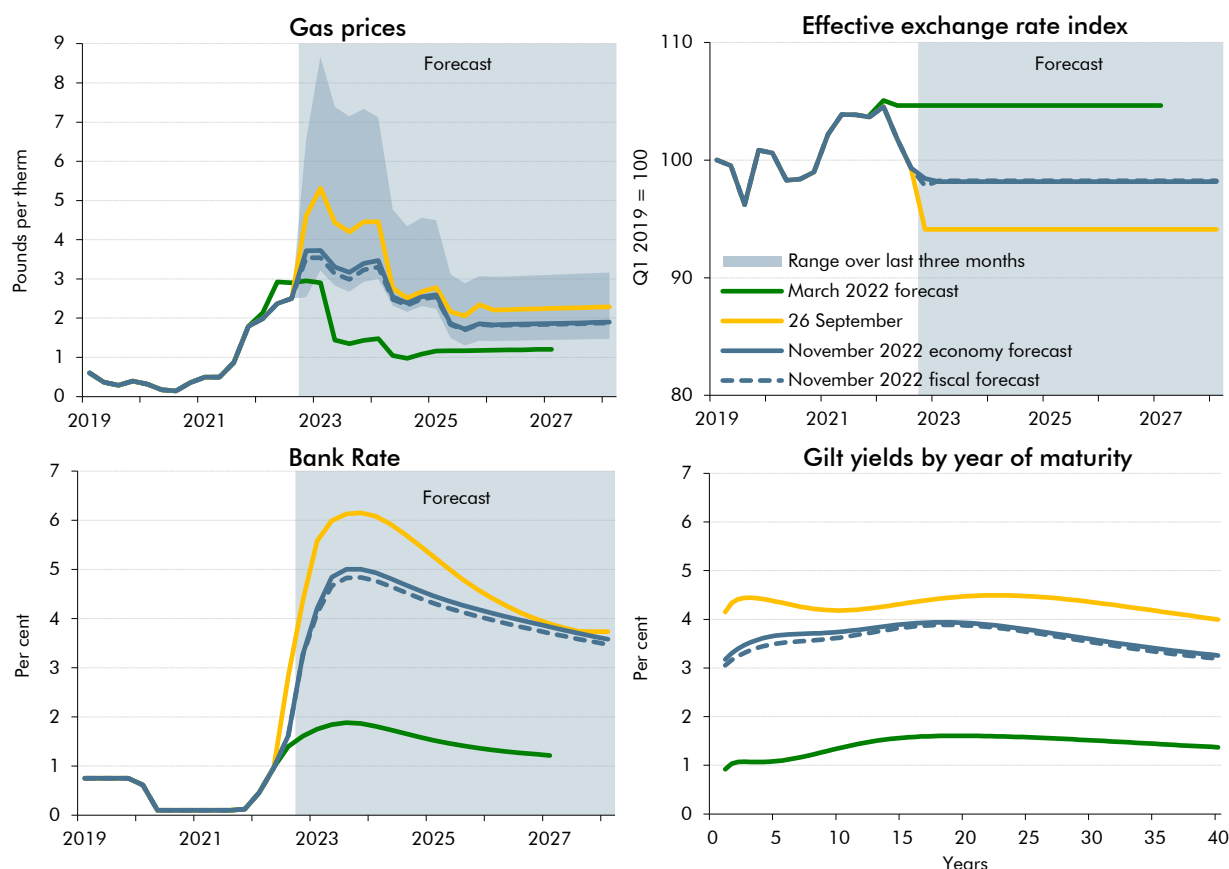 Gas prices
Pounds per therm
9
8
7
6
5
4
3
2
1
0
Forecast
2019 2021 2023 2025 2027
Effective exchange rate index
Q1 2019 = 100
110
100
90
80
Forecast
Range over last three months
March 2022 forecast
26 September
November 2022 economy forecast
November 2022 fiscal forecast
2019 2021 2023 2025 2027
Bank Rate
Per cent
7
6
5
4
3
2
1
0
Forecast
2019 2021 2023 2025 2027
Gilt yields by year of maturity
Per cent
7
6
5
4
3
2
1
0
0 5 10 15 20 25 30 35 40
Years